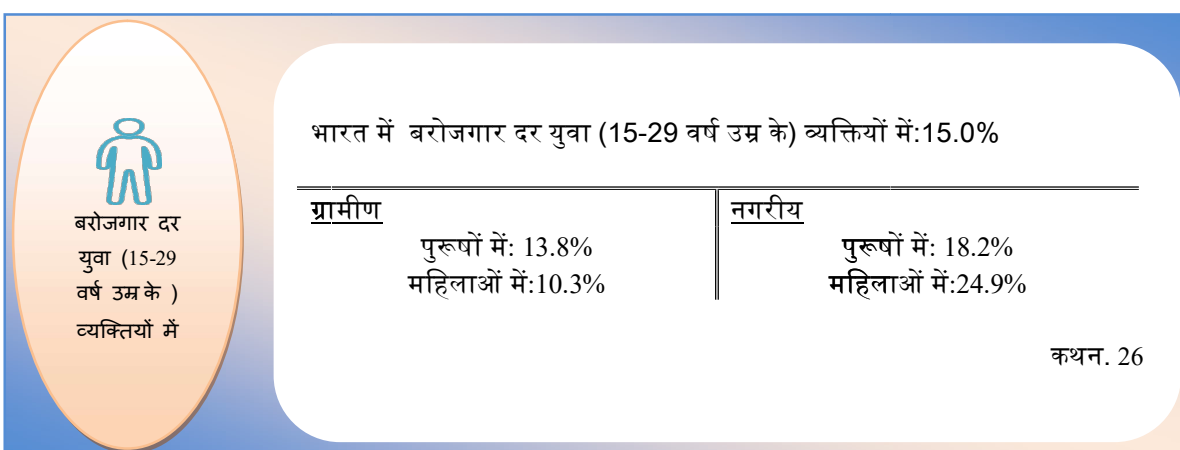 बरोजगार दर
युवा (15-29
वर्ष उम्र के )
व्यक्तियों में
भारत में बरोजगार दर युवा (15-29 वर्ष उम्र के) व्यक्तियों में:15.0%
ग्रामीण
पुरूषों में: 13.8%
महिलाओं में:10.3%
नगरीय
पुरूषों में: 18.2%
महिलाओं में:24.9%
कथन. 26